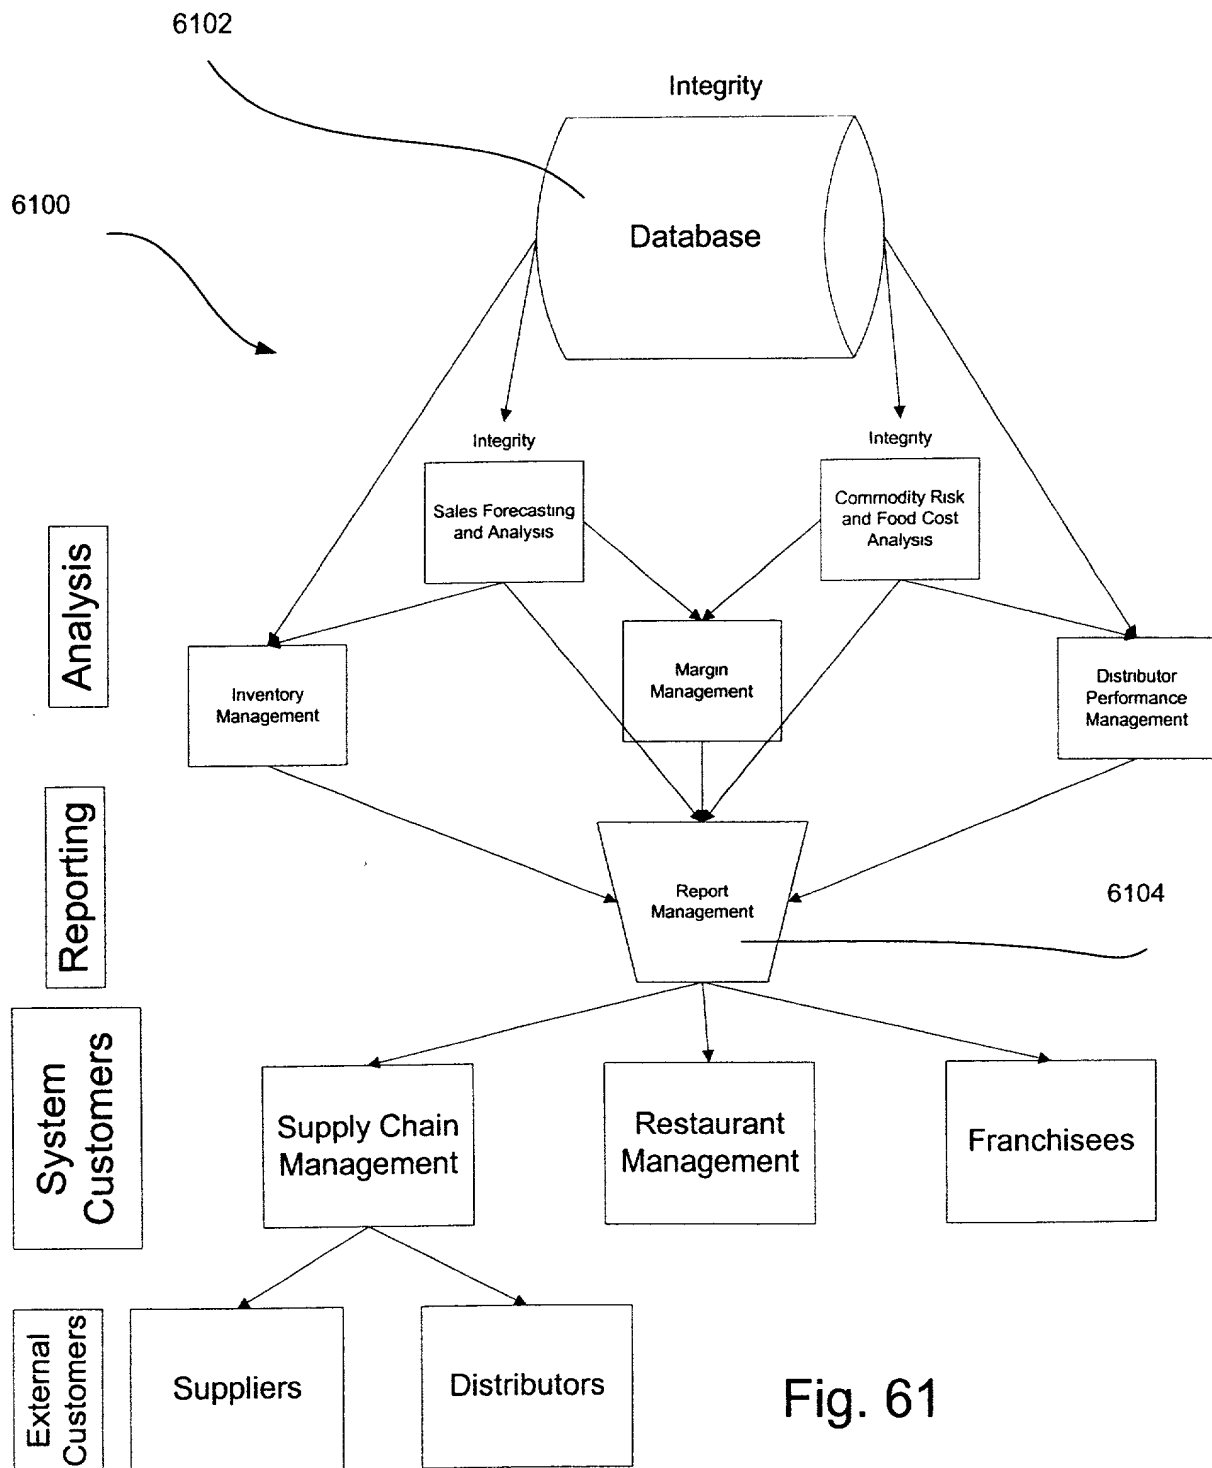 6102
Integrity
6100
Database
Integrity
Integrity
Sales Forecasting
and Analysis
Commodity Risk
and Food Cost
Analysis
Analysis
Inventory
Management
Margin
Management
Distributor
Performance
Management
Reporting
Report
Management
6104
System
Customers
Supply Chain
Management
Restaurant
Management
Franchisees
External
Customers
Suppliers
Distributors
Fig. 61